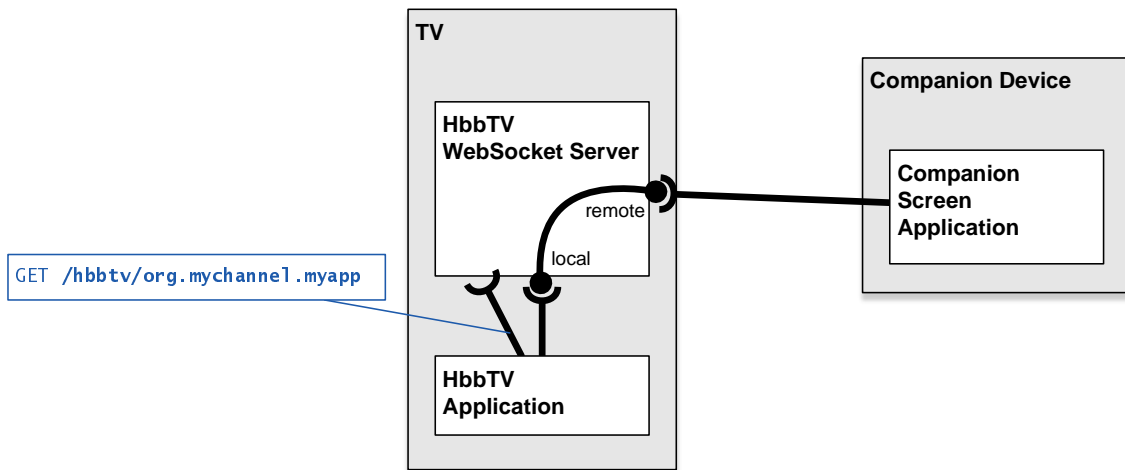 TV
Companion Device
HbbTV
WebSocket Server
Companion
Screen
Application
remote
local
GET /hbbtv/org.mychannel.myapp
HbbTV
Application